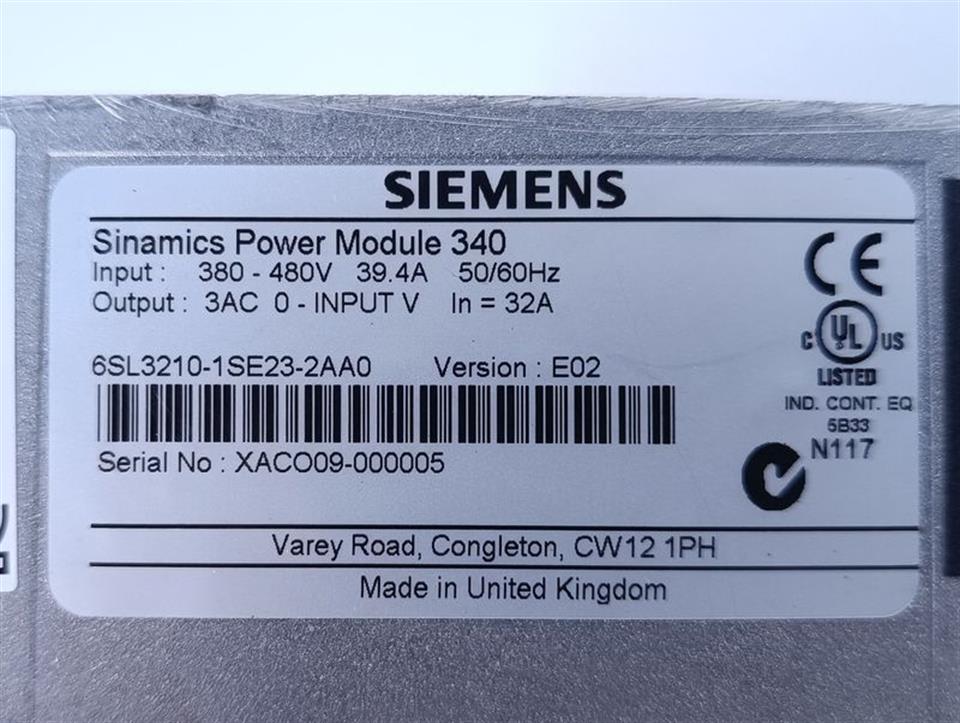 SIEMENS
Sinamics Power Module 340
Input : 380 - 480V 39.4A 50/60Hz
Output : 3AC 0 - INPUT V In = 32A
CE
6SL3210-1SE23-2AA0 Version : E02
C UL US
LISTED
IND. CONT. EQ
5B33
N117
Serial No : XACO09-000005
Varey Road, Congleton, CW12 1PH
Made in United Kingdom